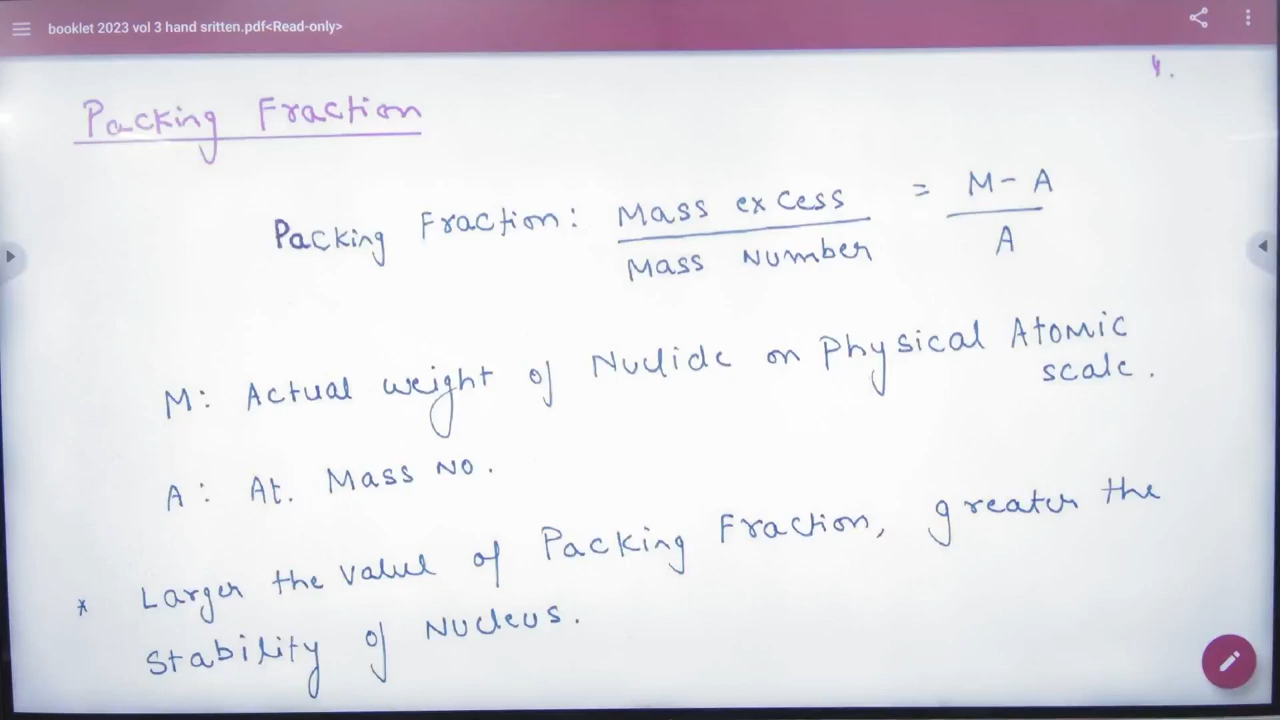 booklet 2023 vol 3 hand sritten.pdf<Read-only>
4.
Packing Fraction
Packing Fraction: Mass excess / Mass Number = M - A / A
M: Actual weight of Nuclide on Physical Atomic
scale.
A: At. Mass No.
* Larger the value of Packing Fraction, greater the
stability of Nucleus.